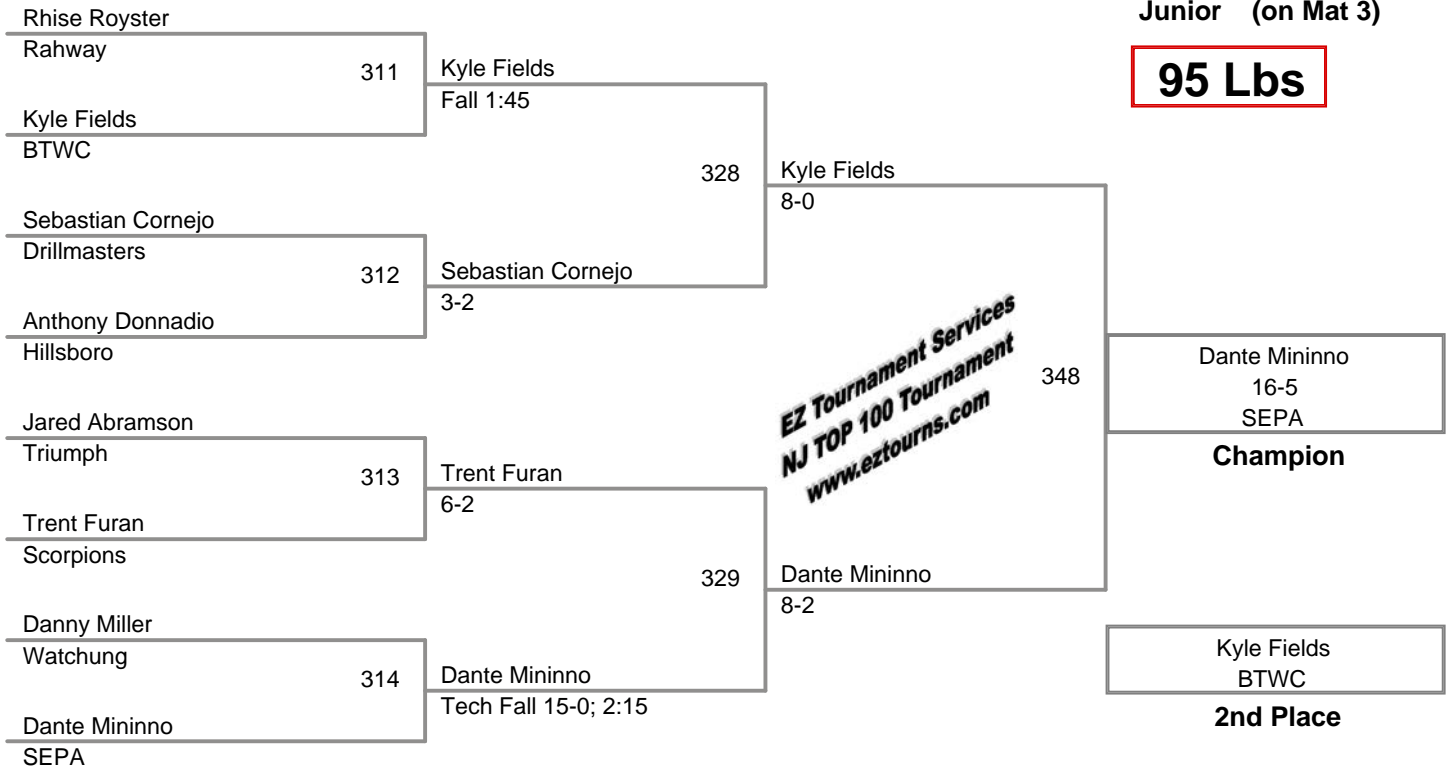 Junior (on Mat 3)
95 Lbs
Rhise Royster
Rahway
311
Kyle Fields
BTWC
Kyle Fields
Fall 1:45
Sebastian Cornejo
Drillmasters
312
Anthony Donnadio
Hillsboro
Sebastian Cornejo
3-2
328
Kyle Fields
8-0
Jared Abramson
Triumph
313
Trent Furan
Scorpions
Trent Furan
6-2
Danny Miller
Watchung
314
Dante Mininno
SEPA
Dante Mininno
Tech Fall 15-0; 2:15
329
Dante Mininno
8-2
EZ Tournament Services
NJ TOP 100 Tournament
www.eztourns.com
348
Dante Mininno
16-5
SEPA
Champion
Kyle Fields
BTWC
2nd Place